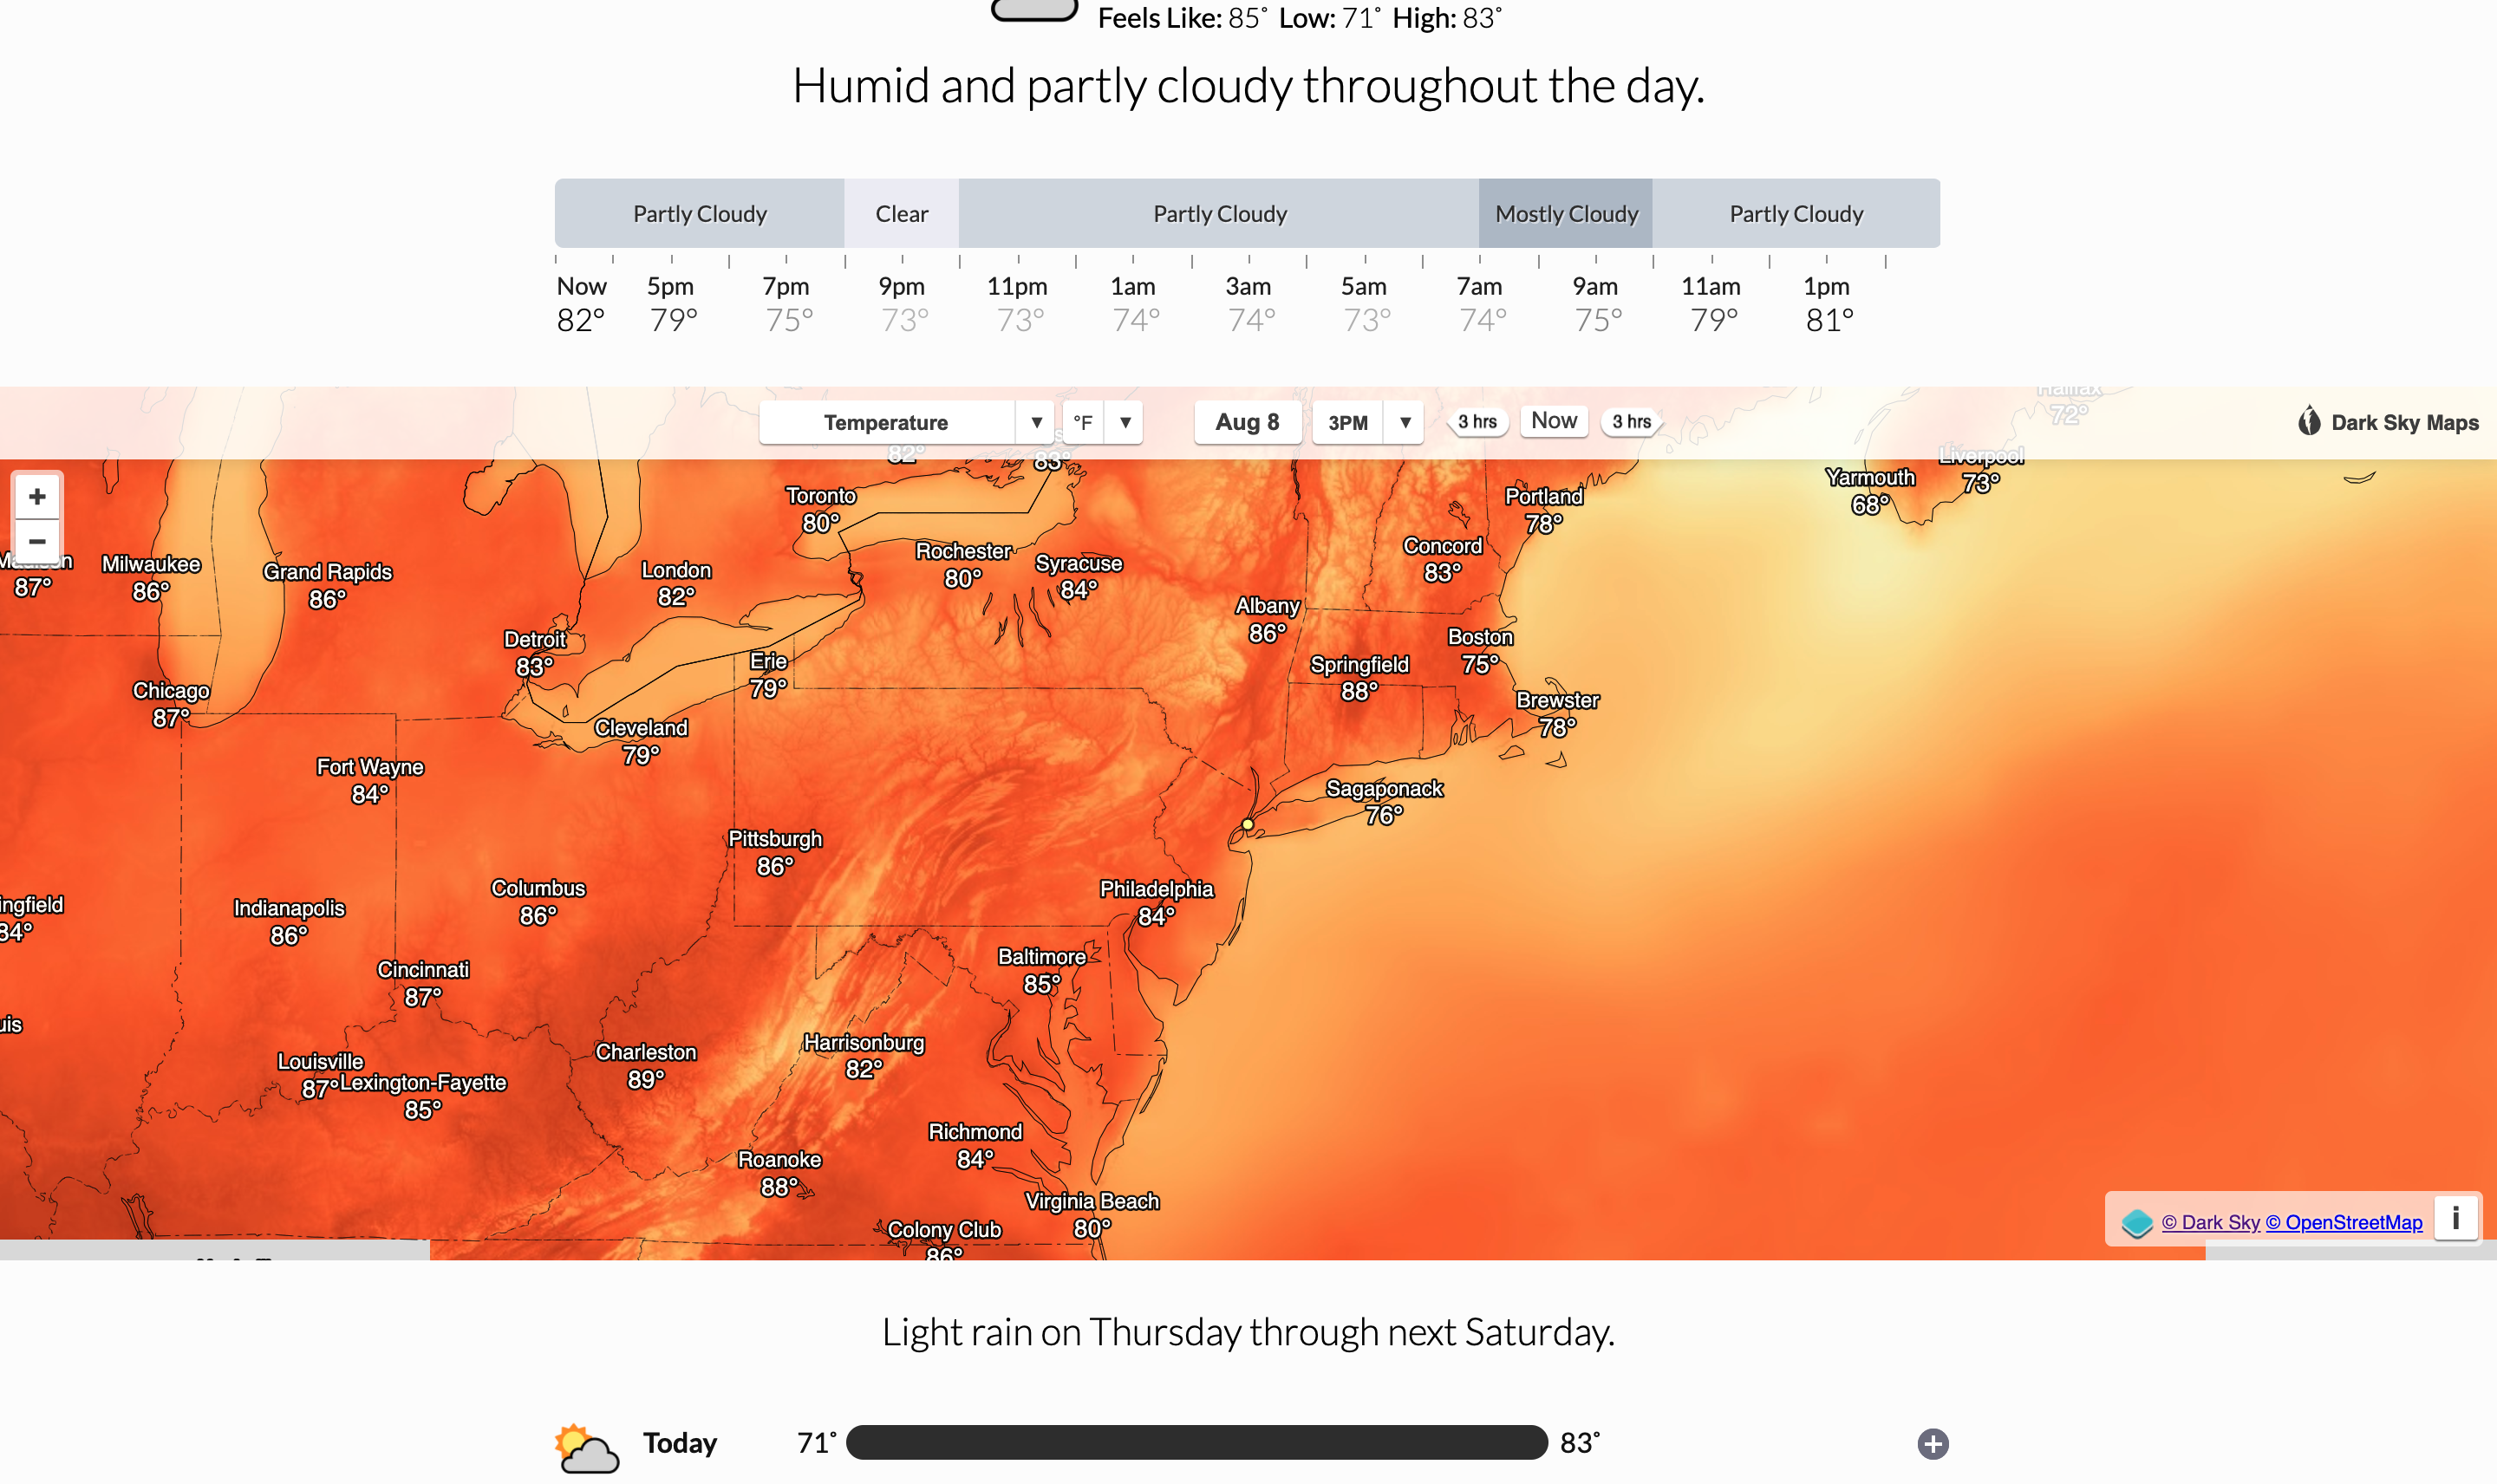 Feels Like: 85˚ Low: 71˚ High: 83˚
Humid and partly cloudy throughout the day.
Partly Cloudy Clear Partly Cloudy Mostly Cloudy Partly Cloudy
Now 5pm 7pm 9pm 11pm 1am 3am 5am 7am 9am 11am 1pm
82° 79° 75° 73° 73° 74° 74° 73° 74° 75° 79° 81°
Halifax
72°
Temperature ▼ °F ▼ Aug 8 3PM ▼ 3 hrs Now 3 hrs
Dark Sky Maps
82°
83°
+
−
Liverpool
73°
Yarmouth
68°
Toronto
80°
Portland
78°
Concord
83°
Rochester
80°
Syracuse
84°
87°
Milwaukee
86°
Grand Rapids
86°
London
82°
Albany
86°
Detroit
83°
Boston
75°
Erie
79°
Springfield
88°
Chicago
87°
Brewster
78°
Cleveland
79°
Fort Wayne
84°
Sagaponack
76°
Pittsburgh
86°
Columbus
86°
Philadelphia
84°
ingfield
84°
Indianapolis
86°
Baltimore
85°
Cincinnati
87°
uis
Harrisonburg
82°
Charleston
89°
Louisville
87°
Lexington-Fayette
85°
Richmond
84°
Roanoke
88°
Virginia Beach
80°
Colony Club
86°
© Dark Sky © OpenStreetMap i
Light rain on Thursday through next Saturday.
Today 71˚ 83˚ +